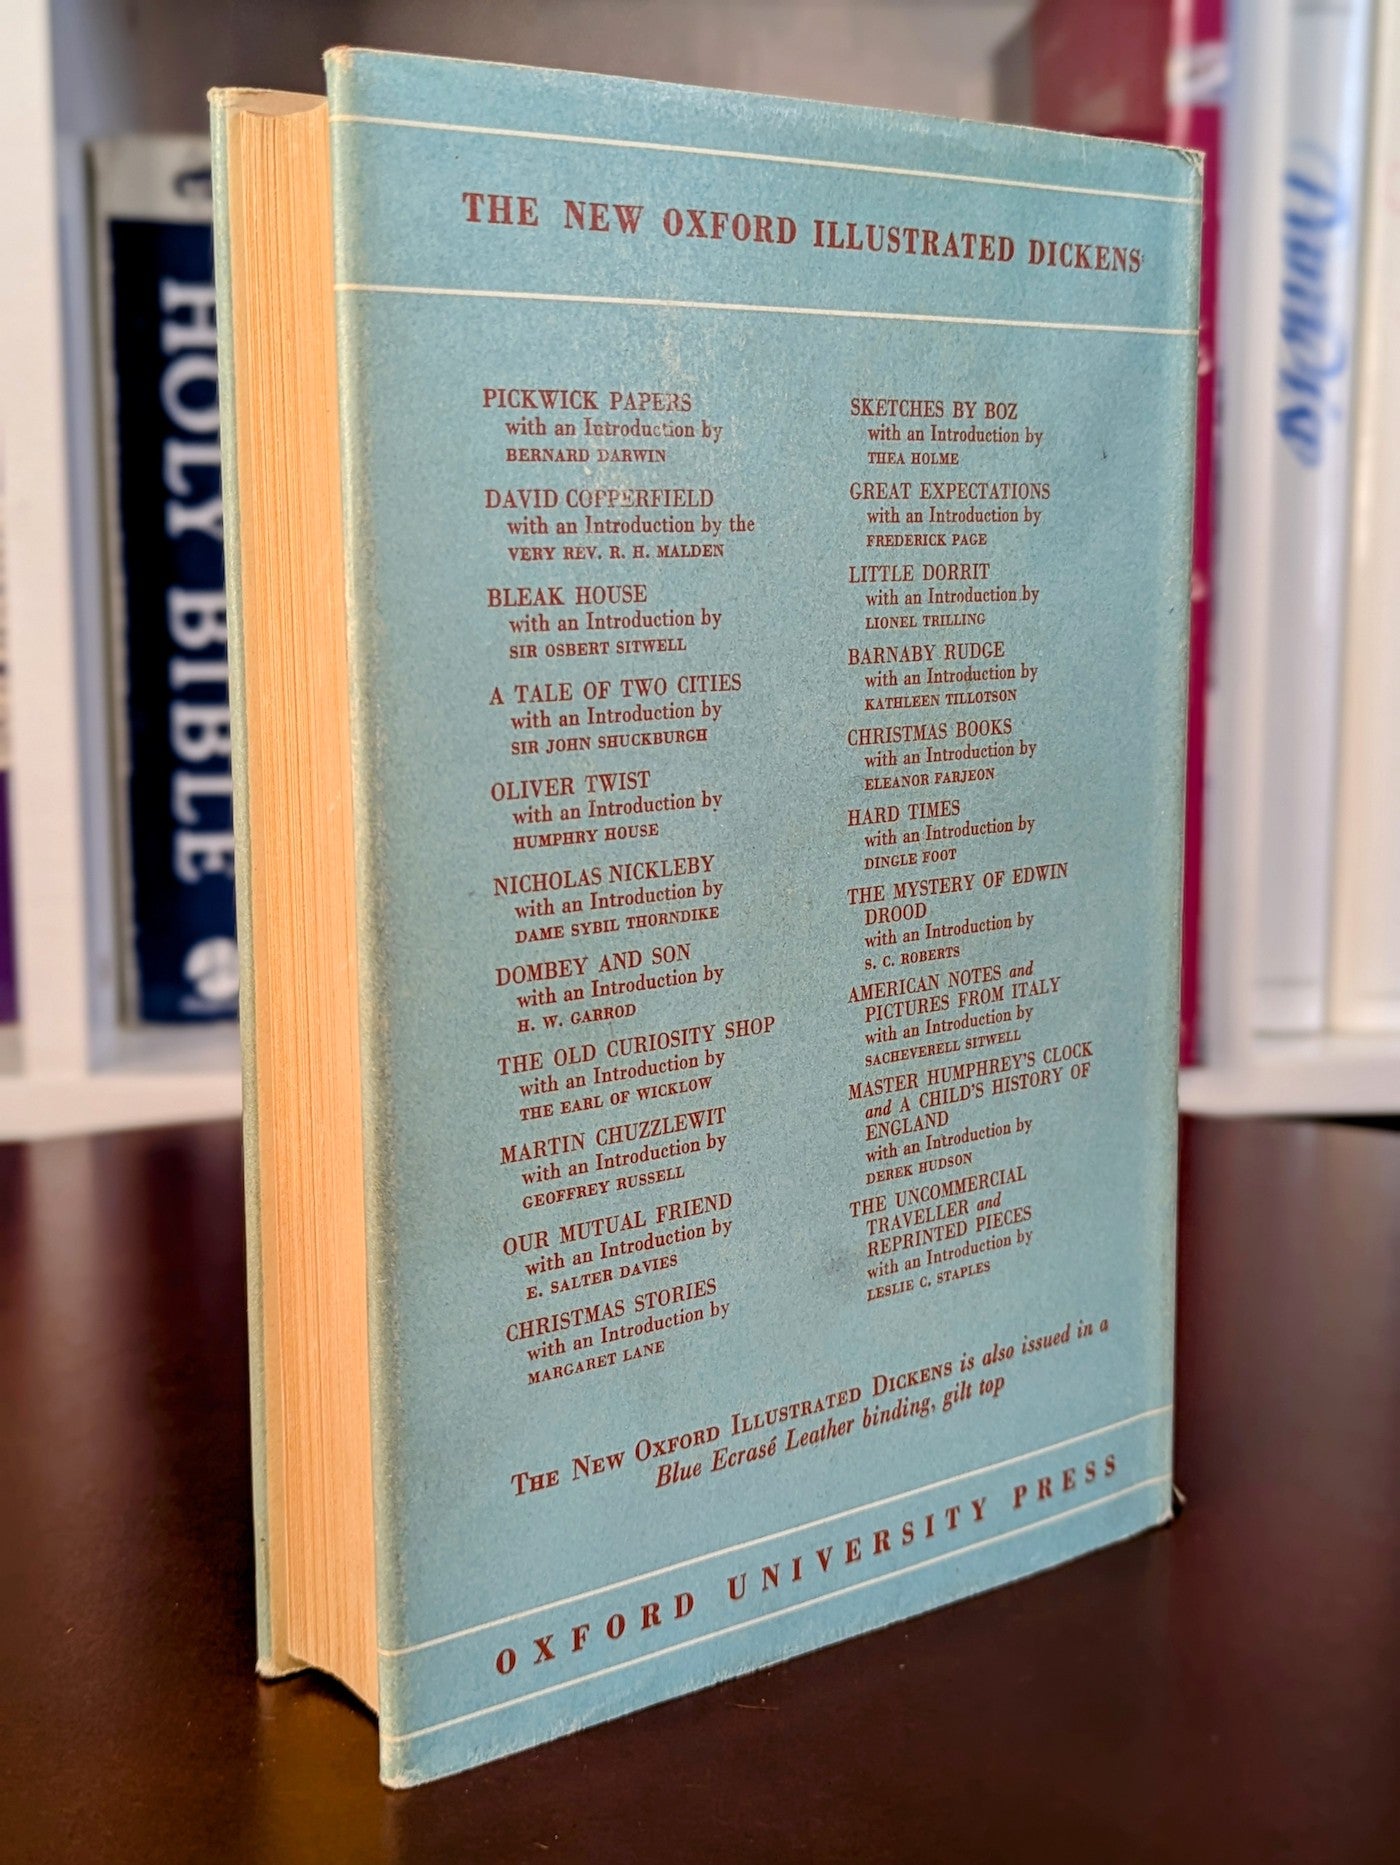 THE NEW OXFORD ILLUSTRATED DICKENS
PICKWICK PAPERS
with an Introduction by
BERNARD DARWIN
DAVID COPPERFIELD
with an Introduction by the
VERY REV. R. H. MALDEN
BLEAK HOUSE
with an Introduction by
SIR OSBERT SITWELL
A TALE OF TWO CITIES
with an Introduction by
SIR JOHN SHUCKBURGH
OLIVER TWIST
with an Introduction by
HUMPHRY HOUSE
NICHOLAS NICKLEBY
with an Introduction by
DAME SYBIL THORNDIKE
DOMBEY AND SON
with an Introduction by
H. W. GARROD
THE OLD CURIOSITY SHOP
with an Introduction by
THE EARL OF WICKLOW
MARTIN CHUZZLEWIT
with an Introduction by
GEOFFREY RUSSELL
OUR MUTUAL FRIEND
with an Introduction by
E. SALTER DAVIES
CHRISTMAS STORIES
with an Introduction by
MARGARET LANE
SKETCHES BY BOZ
with an Introduction by
THEA HOLME
GREAT EXPECTATIONS
with an Introduction by
FREDERICK PAGE
LITTLE DORRIT
with an Introduction by
LIONEL TRILLING
BARNABY RUDGE
with an Introduction by
KATHLEEN TILLOTSON
CHRISTMAS BOOKS
with an Introduction by
ELEANOR FARJEON
HARD TIMES
with an Introduction by
DINGLE FOOT
THE MYSTERY OF EDWIN
DROOD
with an Introduction by
S. C. ROBERTS
AMERICAN NOTES and
PICTURES FROM ITALY
with an Introduction by
SACHEVERELL SITWELL
MASTER HUMPHREY'S CLOCK
and A CHILD'S HISTORY OF
ENGLAND
with an Introduction by
DEREK HUDSON
THE UNCOMMERCIAL
TRAVELLER and
REPRINTED PIECES
with an Introduction by
LESLIE C. STAPLES
THE NEW OXFORD ILLUSTRATED DICKENS is also issued in a
Blue Ecrasé Leather binding, gilt top
OXFORD UNIVERSITY PRESS
HOLY BIBLE